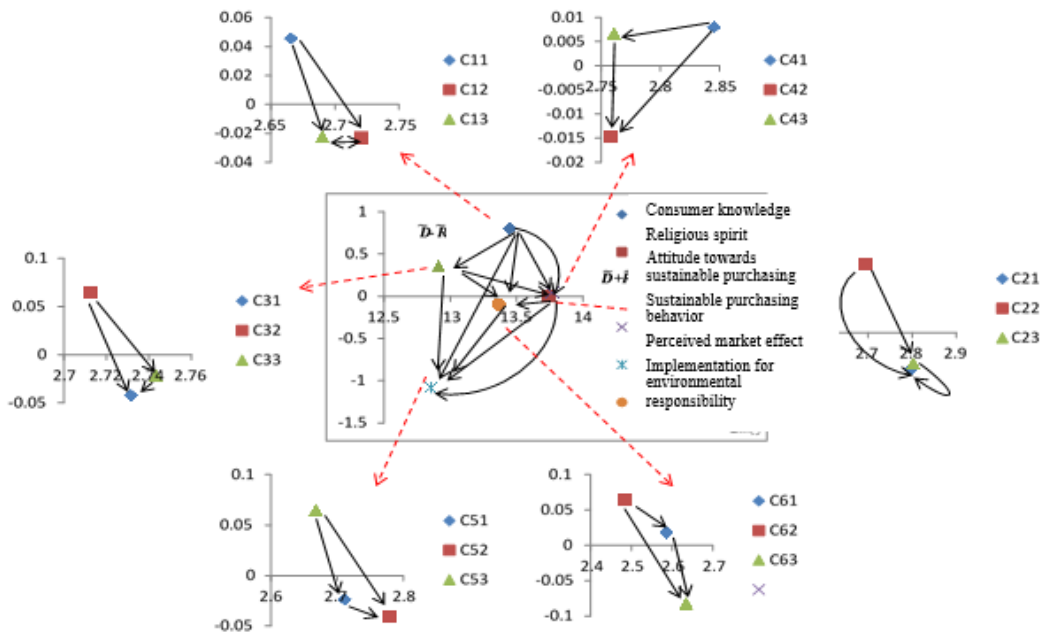 0.06
0.04
0.02
0
-0.02
-0.04
2.65
2.7
2.75
C11
C12
C13
0.01
0.005
0
-0.005
-0.01
-0.015
-0.02
2.75
2.8
2.85
C41
C42
C43
0.1
0.05
0
-0.05
2.7
2.72
2.74
2.76
C31
C32
C33
1
0.5
0
-0.5
-1
-1.5
12.5
13
13.5
14
D̃-R̃
Consumer knowledge
Religious spirit
Attitude towards
sustainable purchasing
Sustainable purchasing
behavior
Perceived market effect
Implementation for
environmental
responsibility
2.7
2.8
2.9
C21
C22
C23
0.1
0.05
0
-0.05
2.6
2.7
2.8
C51
C52
C53
0.1
0.05
0
-0.05
-0.1
2.4
2.5
2.6
2.7
C61
C62
C63